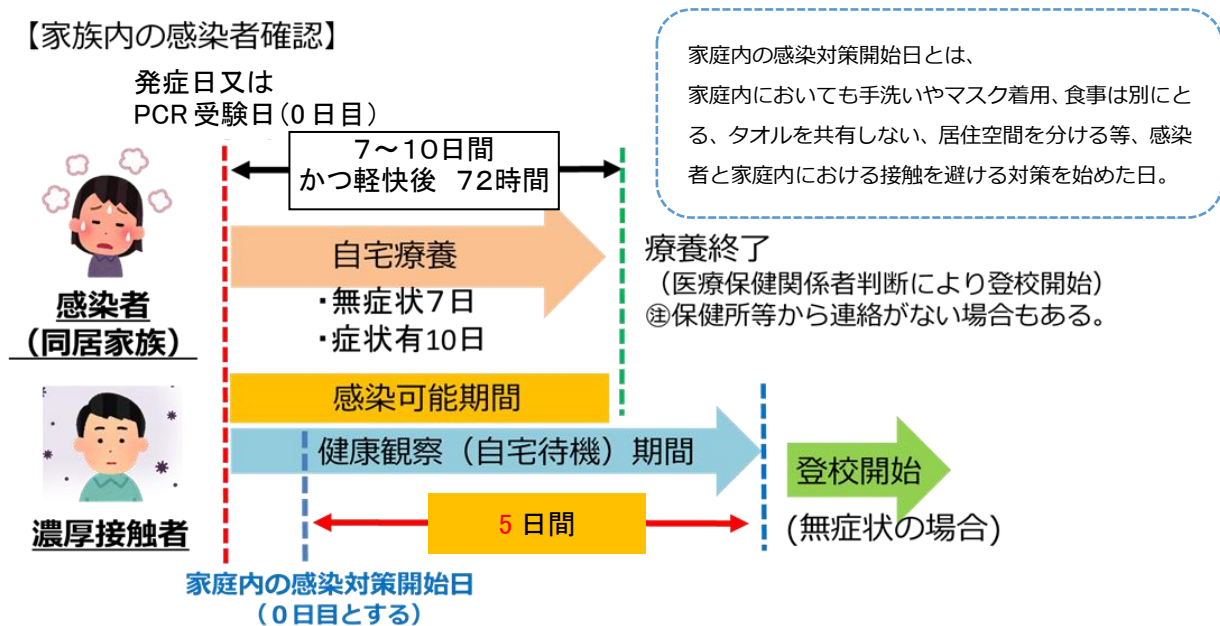 【家族内の感染者確認】
発症日又は
PCR 受験日(0 日目)
7～10日間
かつ軽快後 72時間
家庭内の感染対策開始日とは、
家庭内においても手洗いやマスク着用、食事は別にと
る、タオルを共有しない、居住空間を分ける等、感染
者と家庭内における接触を避ける対策を始めた日。
自宅療養
・無症状7日
・症状有10日
療養終了
（医療保健関係者判断により登校開始）
㊟保健所等から連絡がない場合もある。
感染者
（同居家族）
感染可能期間
健康観察（自宅待機）期間
登校開始
(無症状の場合)
5 日間
濃厚接触者
家庭内の感染対策開始日
（０日目とする）